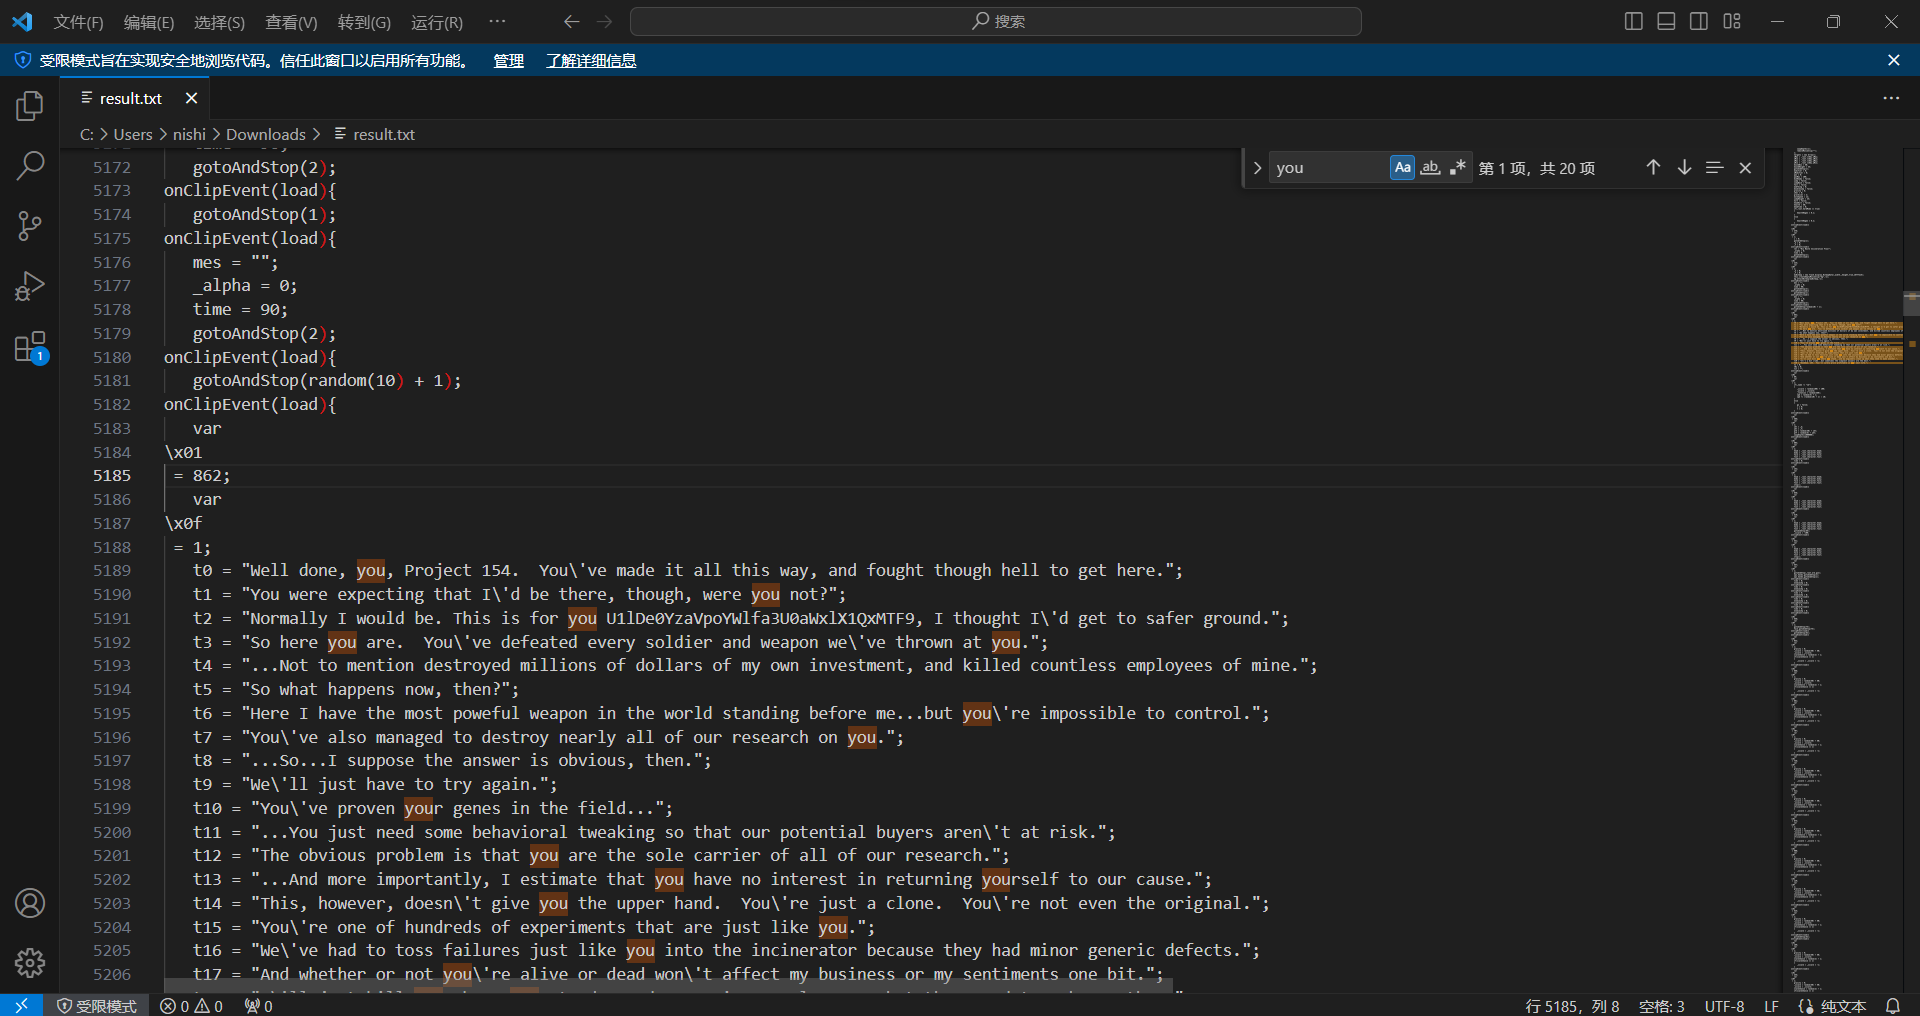 文件(F) 编辑(E) 选择(S) 查看(V) 转到(G) 运行(R) ··· 搜索
受限模式旨在实现安全地浏览代码。信任此窗口以启用所有功能。 管理 了解详细信息
result.txt
C: > Users > nishi > Downloads > result.txt
you Aa ab .* 第 1 项，共 20 项
5172 gotoAndStop(2);
5173 onClipEvent(load){
5174 gotoAndStop(1);
5175 onClipEvent(load){
5176 mes = "";
5177 _alpha = 0;
5178 time = 90;
5179 gotoAndStop(2);
5180 onClipEvent(load){
5181 gotoAndStop(random(10) + 1);
5182 onClipEvent(load){
5183 var
5184 \x01
5185 = 862;
5186 var
5187 \x0f
5188 = 1;
5189 t0 = "Well done, you, Project 154.  You\'ve made it all this way, and fought though hell to get here.";
5190 t1 = "You were expecting that I\'d be there, though, were you not?";
5191 t2 = "Normally I would be. This is for you U1lDe0YzaVpoYWlfa3U0aWxlX1QxMTF9, I thought I\'d get to safer ground.";
5192 t3 = "So here you are.  You\'ve defeated every soldier and weapon we\'ve thrown at you.";
5193 t4 = "...Not to mention destroyed millions of dollars of my own investment, and killed countless employees of mine.";
5194 t5 = "So what happens now, then?";
5195 t6 = "Here I have the most poweful weapon in the world standing before me...but you\'re impossible to control.";
5196 t7 = "You\'ve also managed to destroy nearly all of our research on you.";
5197 t8 = "...So...I suppose the answer is obvious, then.";
5198 t9 = "We\'ll just have to try again.";
5199 t10 = "You\'ve proven your genes in the field...";
5200 t11 = "...You just need some behavioral tweaking so that our potential buyers aren\'t at risk.";
5201 t12 = "The obvious problem is that you are the sole carrier of all of our research.";
5202 t13 = "...And more importantly, I estimate that you have no interest in returning yourself to our cause.";
5203 t14 = "This, however, doesn\'t give you the upper hand.  You\'re just a clone.  You\'re not even the original.";
5204 t15 = "You\'re one of hundreds of experiments that are just like you.";
5205 t16 = "We\'ve had to toss failures just like you into the incinerator because they had minor generic defects.";
5206 t17 = "And whether or not you\'re alive or dead won\'t affect my business or my sentiments one bit.";
1
受限模式 0 0 0 行 5185，列 8 空格: 3 UTF-8 LF 纯文本